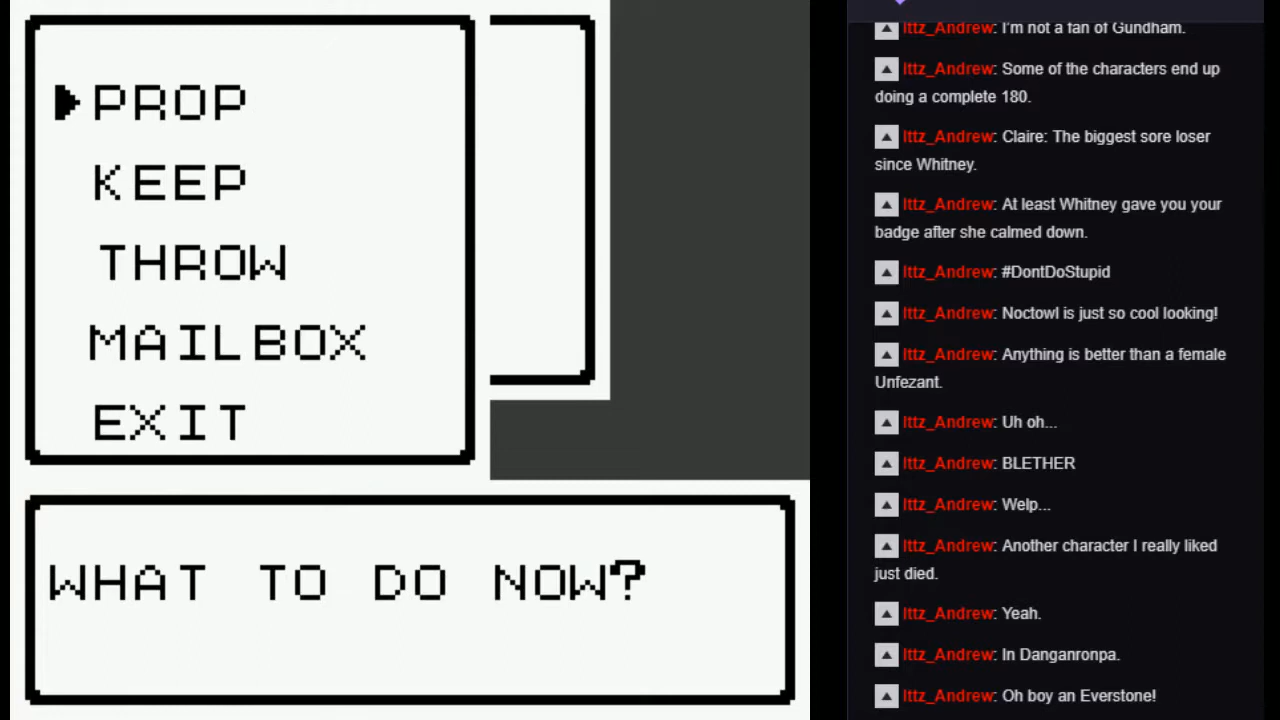 PROP
KEEP
THROW
MAILBOX
EXIT
WHAT TO DO NOW?
Ittz_Andrew: I'm not a fan of Gundham.
Ittz_Andrew: Some of the characters end up
doing a complete 180.
Ittz_Andrew: Claire: The biggest sore loser
since Whitney.
Ittz_Andrew: At least Whitney gave you your
badge after she calmed down.
Ittz_Andrew: #DontDoStupid
Ittz_Andrew: Noctowl is just so cool looking!
Ittz_Andrew: Anything is better than a female
Unfezant.
Ittz_Andrew: Uh oh...
Ittz_Andrew: BLETHER
Ittz_Andrew: Welp...
Ittz_Andrew: Another character I really liked
just died.
Ittz_Andrew: Yeah.
Ittz_Andrew: In Danganronpa.
Ittz_Andrew: Oh boy an Everstone!